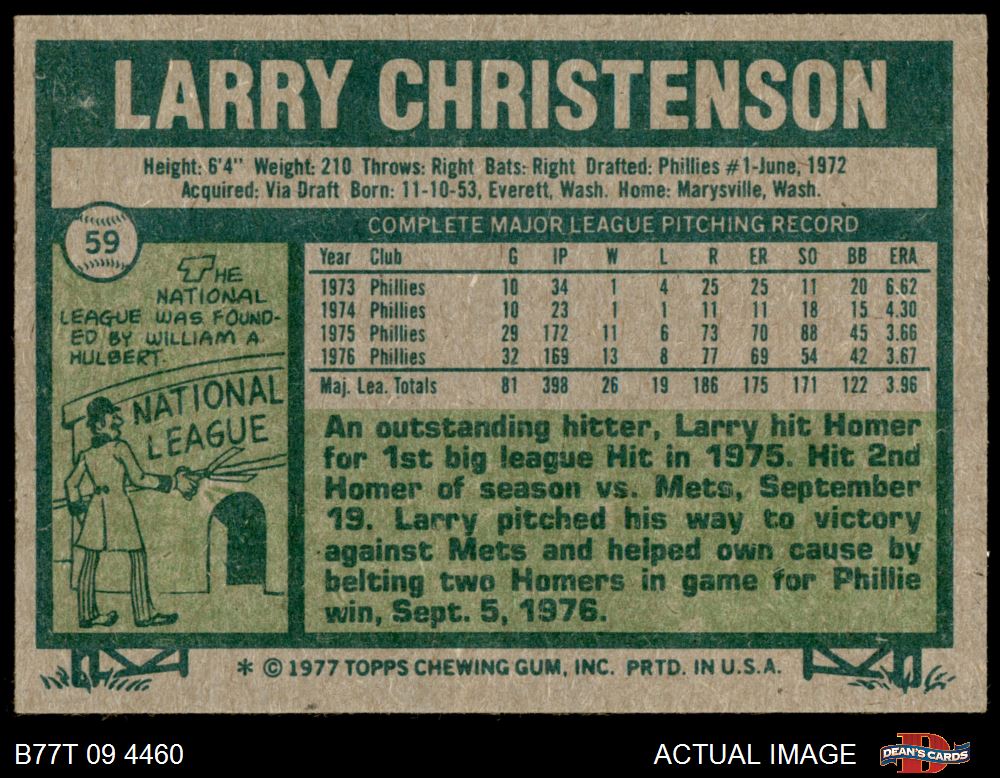 LARRY CHRISTENSON
Height: 6'4" Weight: 210 Throws: Right Bats: Right Drafted: Phillies #1-June, 1972
Acquired: Via Draft Born: 11-10-53, Everett, Wash. Home: Marysville, Wash.
59
COMPLETE MAJOR LEAGUE PITCHING RECORD
THE
NATIONAL
LEAGUE WAS FOUND-
ED BY WILLIAM A.
HULBERT.
NATIONAL
LEAGUE
Year Club G IP W L R ER SO BB ERA
1973 Phillies 10 34 1 4 25 25 11 20 6.62
1974 Phillies 10 23 1 1 11 11 18 15 4.30
1975 Phillies 29 172 11 6 73 70 88 45 3.66
1976 Phillies 32 169 13 8 77 69 54 42 3.67
Maj. Lea. Totals 81 398 26 19 186 175 171 122 3.96
An outstanding hitter, Larry hit Homer
for 1st big league Hit in 1975. Hit 2nd
Homer of season vs. Mets, September
19. Larry pitched his way to victory
against Mets and helped own cause by
belting two Homers in game for Phillie
win, Sept. 5, 1976.
* © 1977 TOPPS CHEWING GUM, INC. PRTD. IN U.S.A.
B77T 09 4460
ACTUAL IMAGE
DEAN'S CARDS